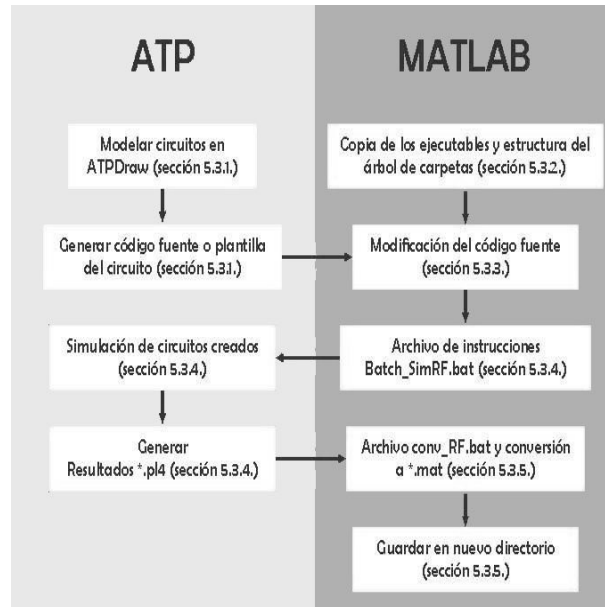 ATP
MATLAB
Modelar circuitos en
ATPDraw (sección 5.3.1.)
Copia de los ejecutables y estructura del
árbol de carpetas (sección 5.3.2.)
Generar código fuente o plantilla
del circuito (sección 5.3.1.)
Modificación del código fuente
(sección 5.3.3.)
Simulación de circuitos creados
(sección 5.3.4.)
Archivo de instrucciones
Batch_SimRF.bat (sección 5.3.4.)
Generar
Resultados *.pl4 (sección 5.3.4.)
Archivo conv_RF.bat y conversión
a *.mat (sección 5.3.5.)
Guardar en nuevo directorio
(sección 5.3.5.)